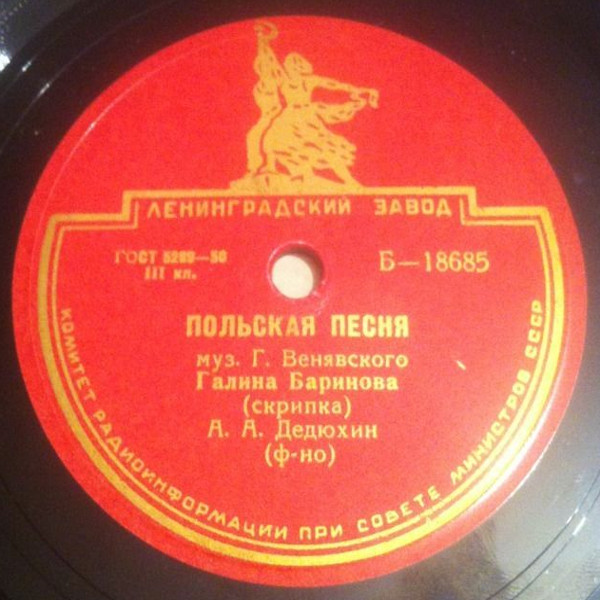 ЛЕНИНГРАДСКИЙ ЗАВОД
ГОСТ 5289—50
III кл.
Б—18685
ПОЛЬСКАЯ ПЕСНЯ
муз. Г. Венявского
Галина Баринова
(скрипка)
А. А. Дедюхин
(ф-но)
КОМИТЕТ РАДИОИНФОРМАЦИИ ПРИ СОВЕТЕ МИНИСТРОВ СССР